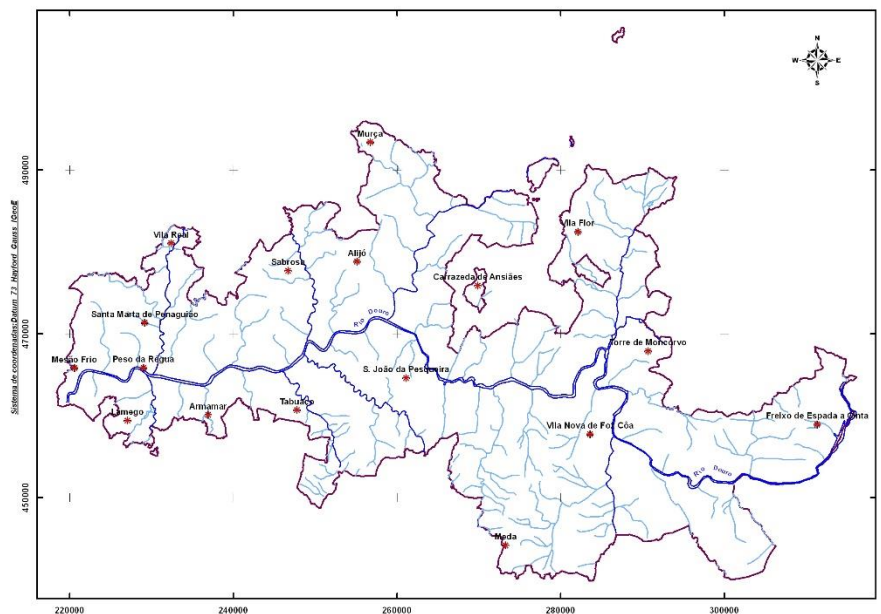 N
W E
S
490000
470000
450000
Murça
Vila Real
Vila Flor
Sabrosa
Alijó
Carrazeda de Ansiães
Santa Marta de Penaguião
Rio Douro
Torre de Moncorvo
Mesão Frio
Peso da Régua
S. João da Pesqueira
Lamego
Armamar
Tabuaço
Freixo de Espada a Cinta
Vila Nova de Foz Côa
Rio Douro
Meda
220000 240000 260000 280000 300000